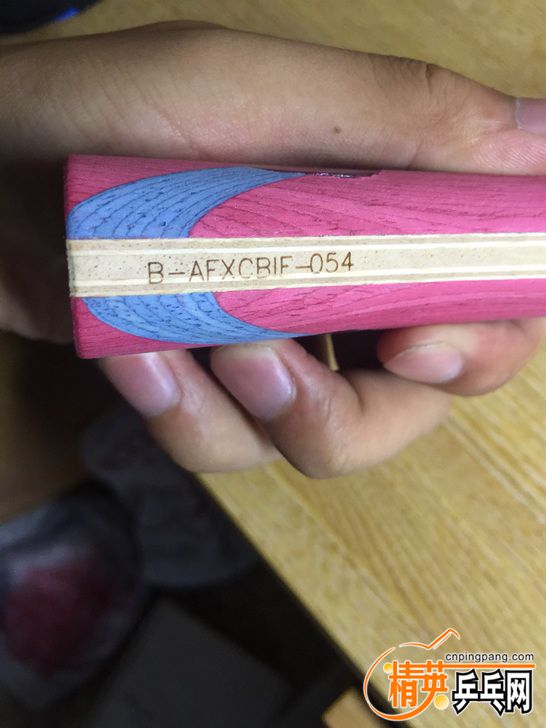 B-AFXCBIF-054
cnpingpang.com
精英乒乓网